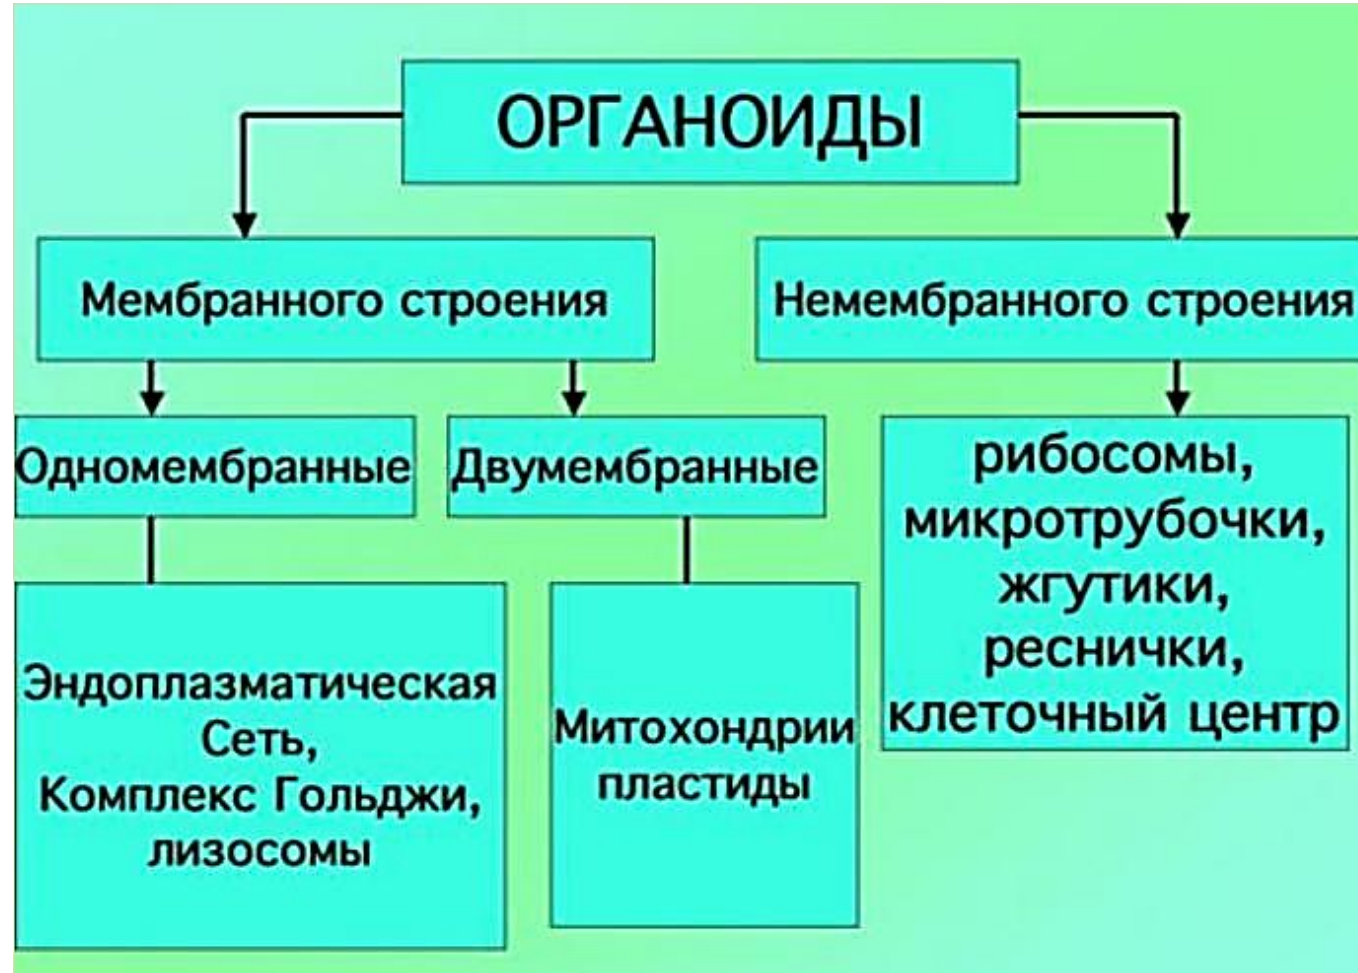 ОРГАНОИДЫ
Мембранного строения
Немембранного строения
Одномембранные
Двумембранные
рибосомы,
микротрубочки,
жгутики,
реснички,
клеточный центр
Эндоплазматическая
Сеть,
Комплекс Гольджи,
лизосомы
Митохондрии
пластиды